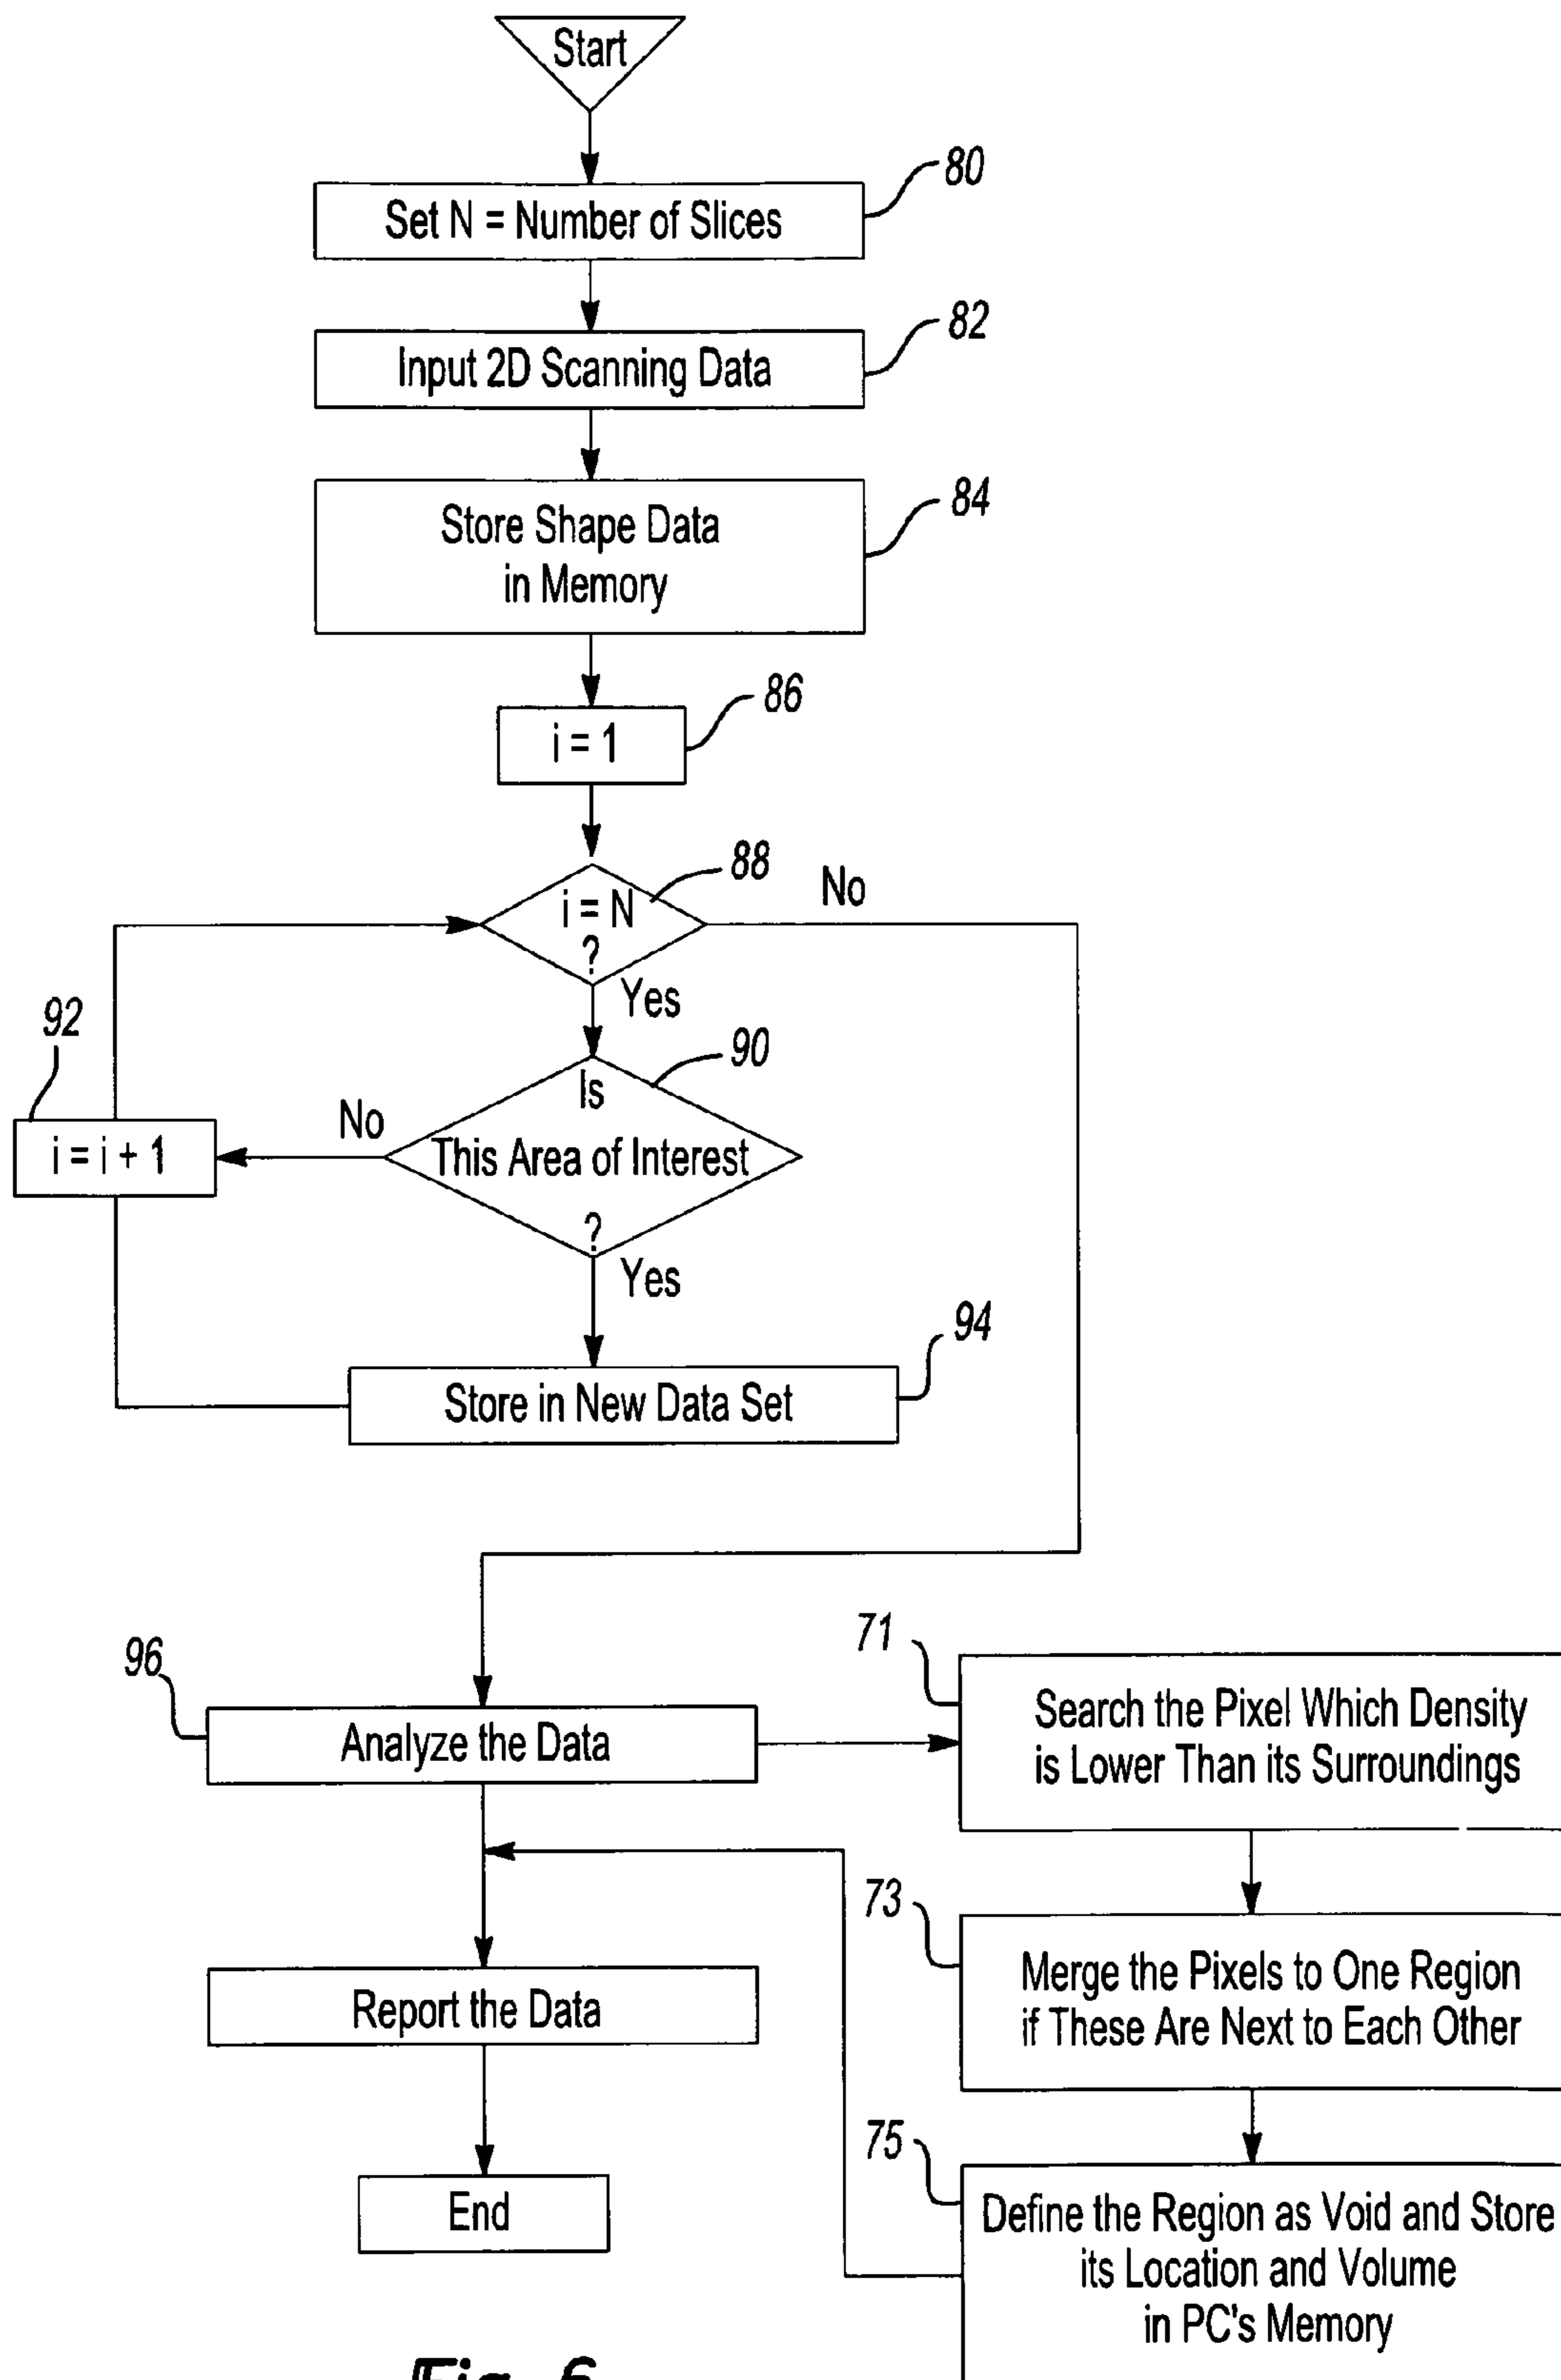 Start
80
Set N = Number of Slices
82
Input 2D Scanning Data
84
Store Shape Data
in Memory
86
i = 1
88
i = N
?
No
Yes
92
90
Is
This Area of Interest
?
No
i = i + 1
Yes
94
Store in New Data Set
96
Analyze the Data
71
Search the Pixel Which Density
is Lower Than its Surroundings
73
Merge the Pixels to One Region
if These Are Next to Each Other
Report the Data
75
Define the Region as Void and Store
its Location and Volume
in PC's Memory
End
Fig. 6